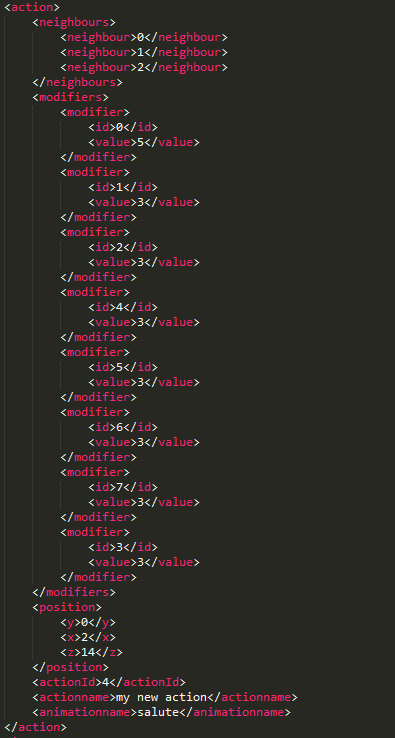 <action>
<neighbours>
<neighbour>0</neighbour>
<neighbour>1</neighbour>
<neighbour>2</neighbour>
</neighbours>
<modifiers>
<modifier>
<id>0</id>
<value>5</value>
</modifier>
<modifier>
<id>1</id>
<value>3</value>
</modifier>
<modifier>
<id>2</id>
<value>3</value>
</modifier>
<modifier>
<id>4</id>
<value>3</value>
</modifier>
<modifier>
<id>5</id>
<value>3</value>
</modifier>
<modifier>
<id>6</id>
<value>3</value>
</modifier>
<modifier>
<id>7</id>
<value>3</value>
</modifier>
<modifier>
<id>3</id>
<value>3</value>
</modifier>
</modifiers>
<position>
<y>0</y>
<x>2</x>
<z>14</z>
</position>
<actionId>4</actionId>
<actionname>my new action</actionname>
<animationname>salute</animationname>
</action>